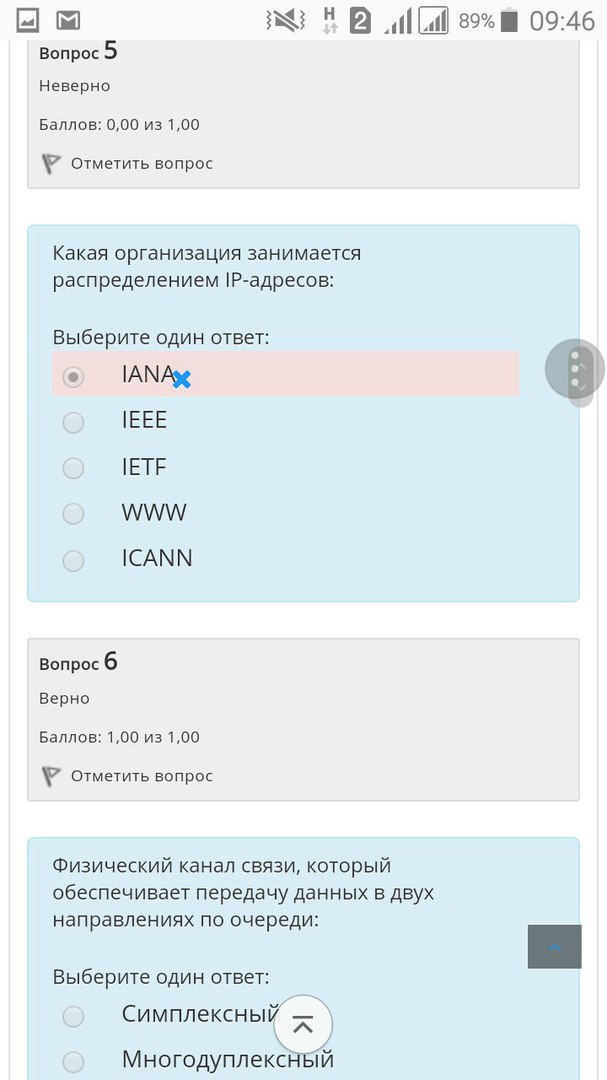 H 2 89% 09:46
Вопрос 5
Неверно
Баллов: 0,00 из 1,00
Отметить вопрос
Какая организация занимается
распределением IP-адресов:
Выберите один ответ:
IANA
IEEE
IETF
WWW
ICANN
Вопрос 6
Верно
Баллов: 1,00 из 1,00
Отметить вопрос
Физический канал связи, который
обеспечивает передачу данных в двух
направлениях по очереди:
Выберите один ответ:
Симплексный
Многодуплексный